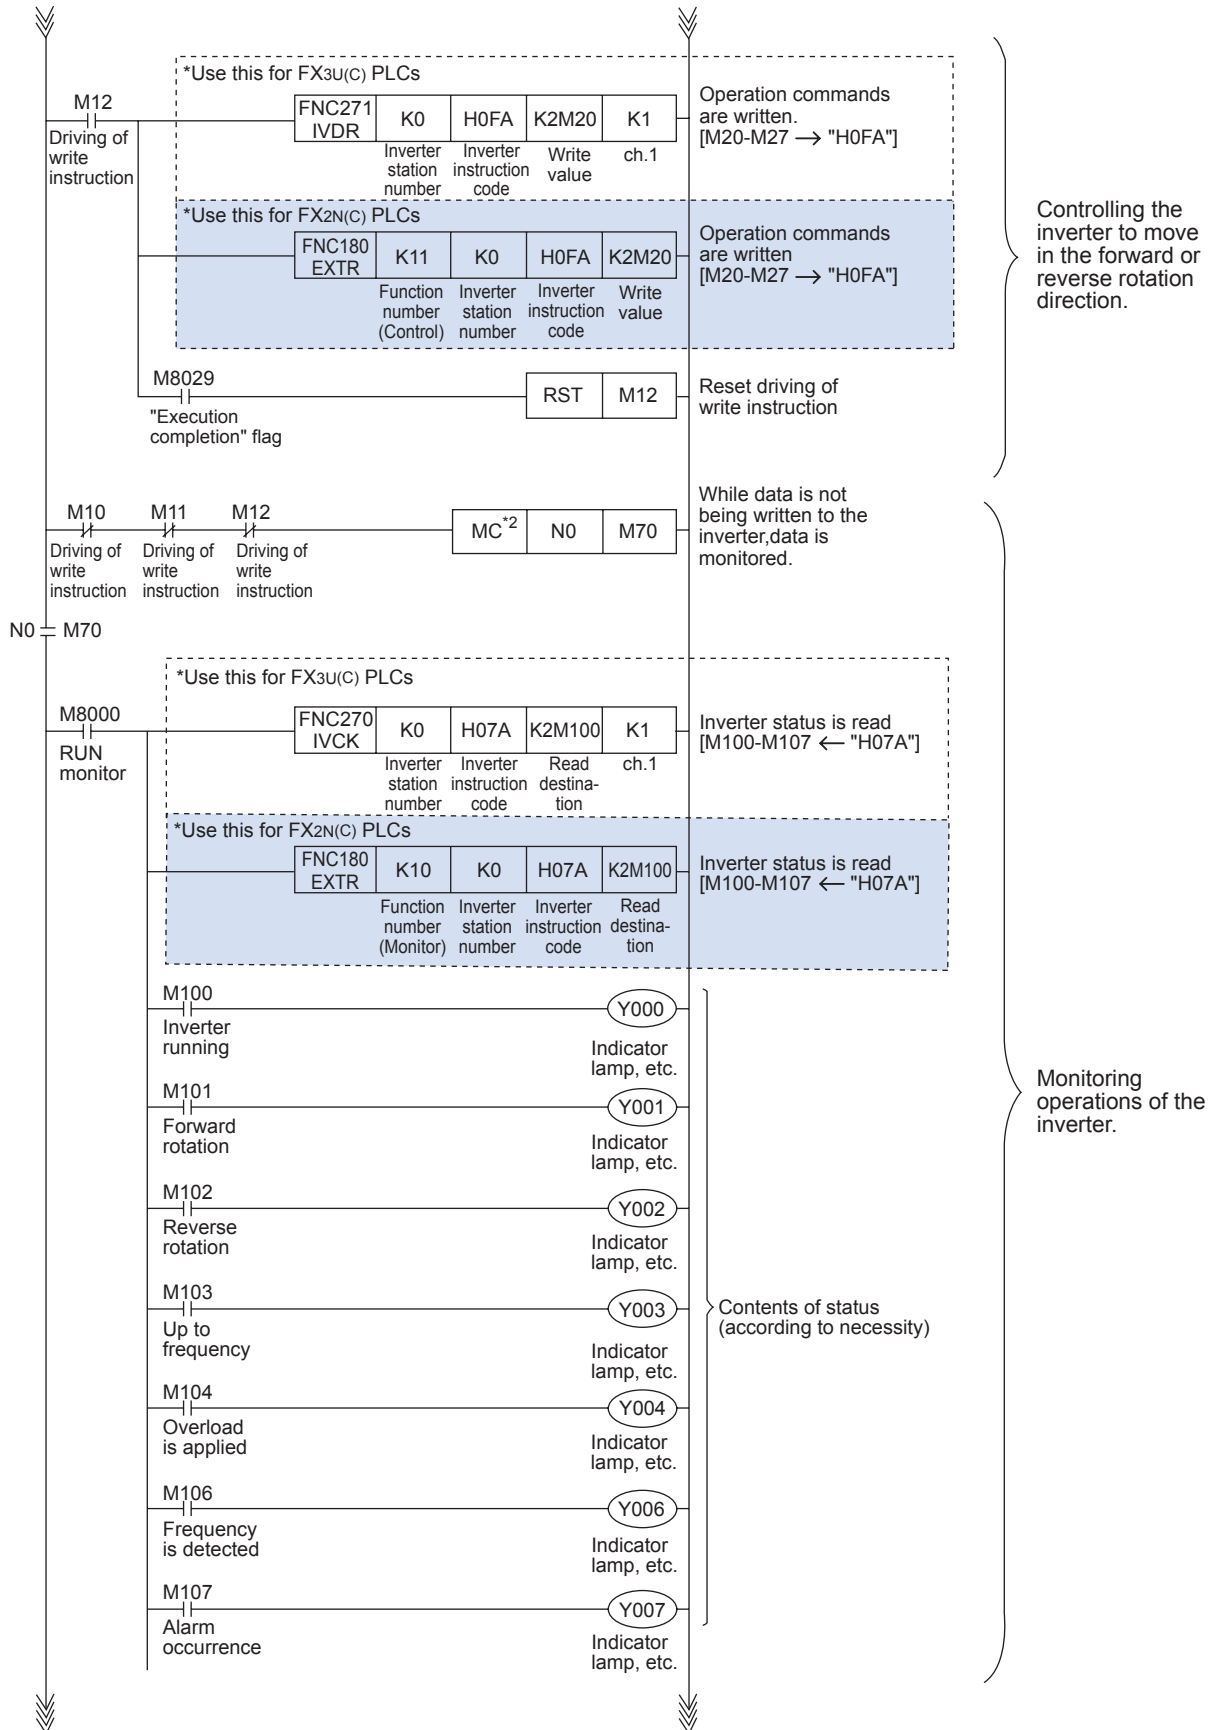 *Use this for FX3U(C) PLCs
M12
Driving of
write
instruction
FNC271
IVDR
K0
H0FA
K2M20
K1
Inverter
station
number
Inverter
instruction
code
Write
value
ch.1
Operation commands
are written.
[M20-M27 → "H0FA"]
*Use this for FX2N(C) PLCs
FNC180
EXTR
K11
K0
H0FA
K2M20
Function
number
(Control)
Inverter
station
number
Inverter
instruction
code
Write
value
Operation commands
are written
[M20-M27 → "H0FA"]
Controlling the
inverter to move
in the forward or
reverse rotation
direction.
M8029
"Execution
completion" flag
RST
M12
Reset driving of
write instruction
M10
Driving of
write
instruction
M11
Driving of
write
instruction
M12
Driving of
write
instruction
MC*2
N0
M70
While data is not
being written to the
inverter,data is
monitored.
N0 M70
*Use this for FX3U(C) PLCs
M8000
RUN
monitor
FNC270
IVCK
K0
H07A
K2M100
K1
Inverter
station
number
Inverter
instruction
code
Read
destina-
tion
ch.1
Inverter status is read
[M100-M107 ← "H07A"]
*Use this for FX2N(C) PLCs
FNC180
EXTR
K10
K0
H07A
K2M100
Function
number
(Monitor)
Inverter
station
number
Inverter
instruction
code
Read
destina-
tion
Inverter status is read
[M100-M107 ← "H07A"]
M100
Inverter
running
Y000
Indicator
lamp, etc.
M101
Forward
rotation
Y001
Indicator
lamp, etc.
M102
Reverse
rotation
Y002
Indicator
lamp, etc.
M103
Up to
frequency
Y003
Indicator
lamp, etc.
M104
Overload
is applied
Y004
Indicator
lamp, etc.
M106
Frequency
is detected
Y006
Indicator
lamp, etc.
M107
Alarm
occurrence
Y007
Indicator
lamp, etc.
Contents of status
(according to necessity)
Monitoring
operations of the
inverter.